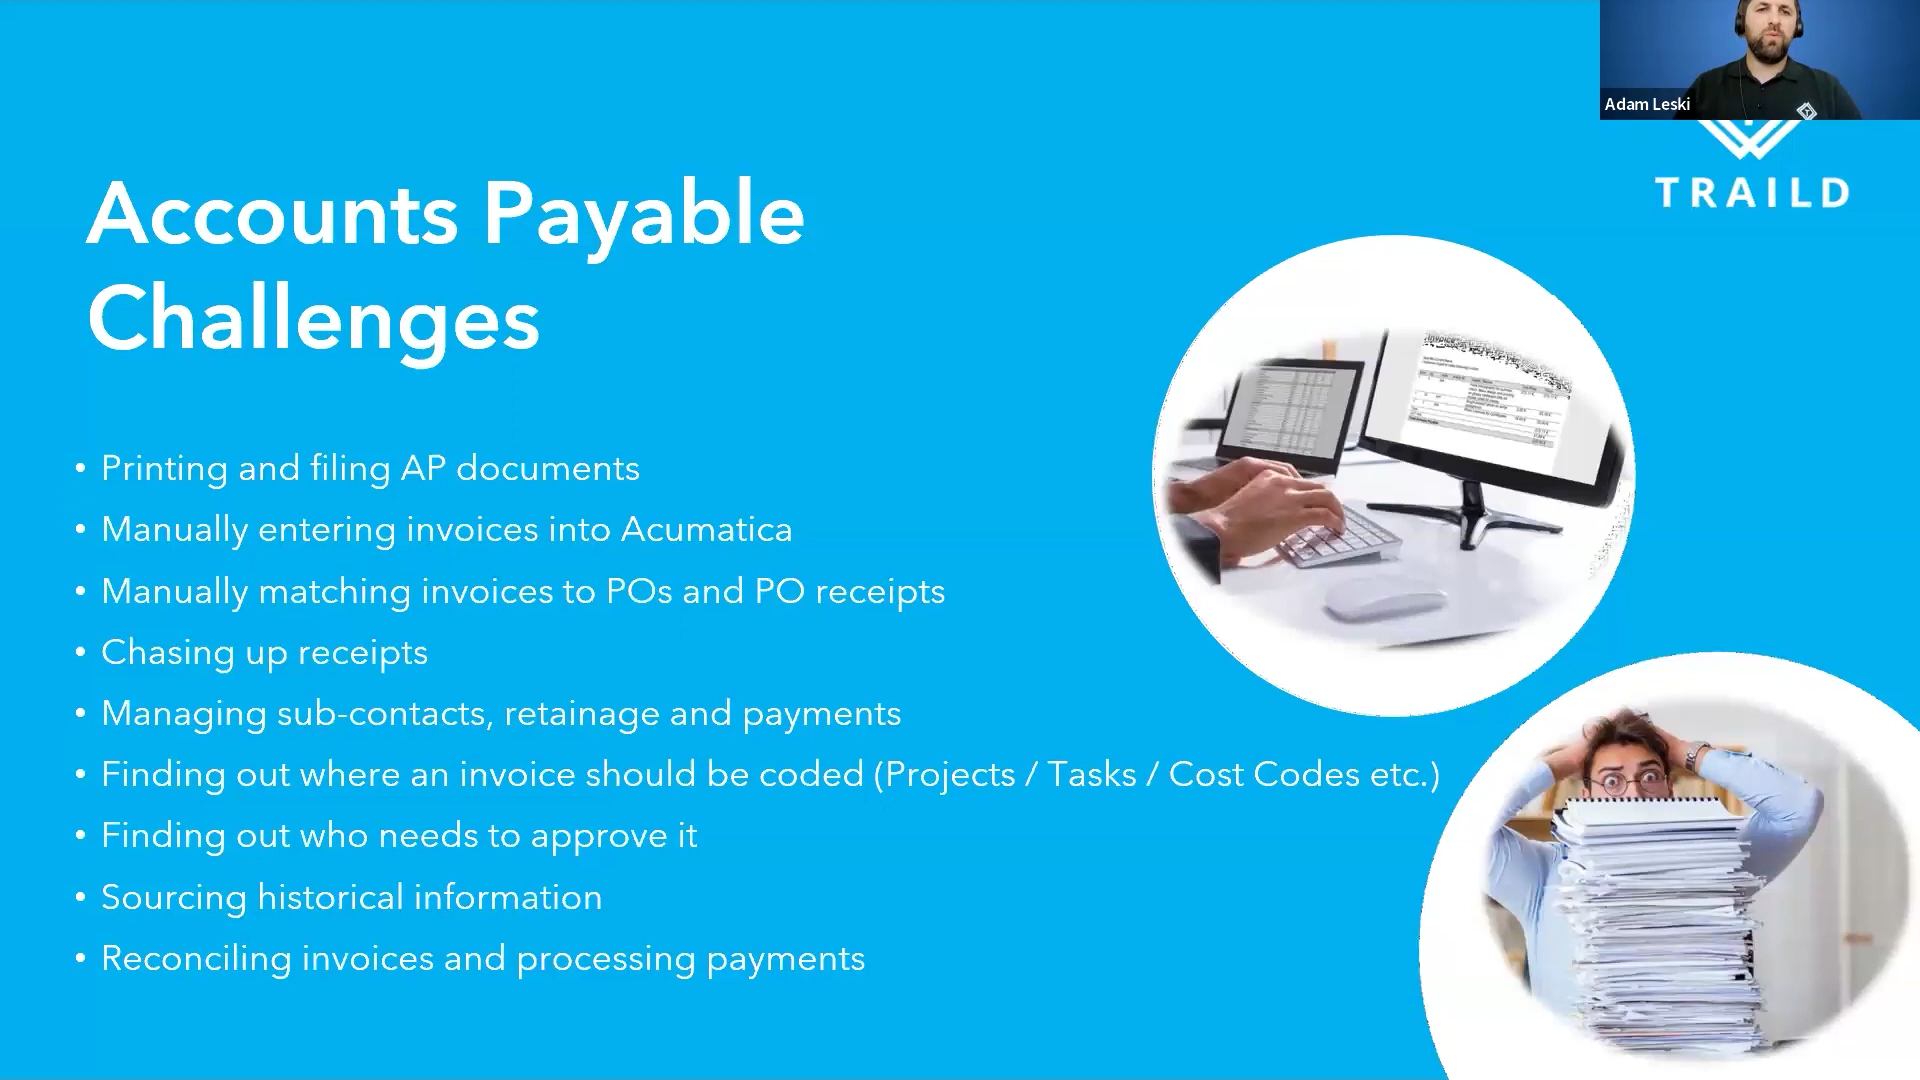 Adam Leski
TRAILD
Accounts Payable
Challenges
• Printing and filing AP documents
• Manually entering invoices into Acumatica
• Manually matching invoices to POs and PO receipts
• Chasing up receipts
• Managing sub-contacts, retainage and payments
• Finding out where an invoice should be coded (Projects / Tasks / Cost Codes etc.)
• Finding out who needs to approve it
• Sourcing historical information
• Reconciling invoices and processing payments
Invoice